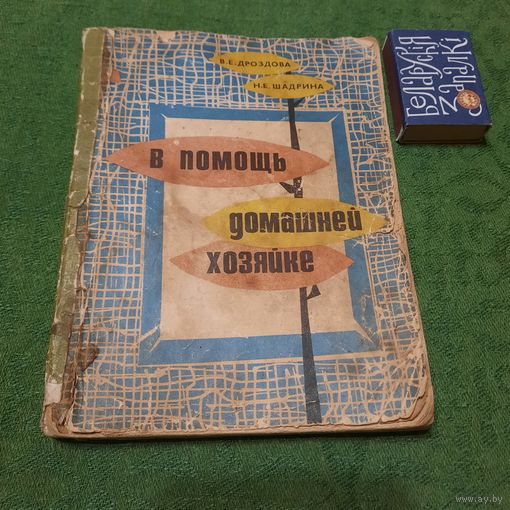 В.Е. ДРОЗДОВА
Н.Е. ШАДРИНА
В ПОМОЩЬ
ДОМАШНЕЙ
ХОЗЯЙКЕ
БЕЛАРУСКІЯ
ЗАПАЛКІ
www.ay.by